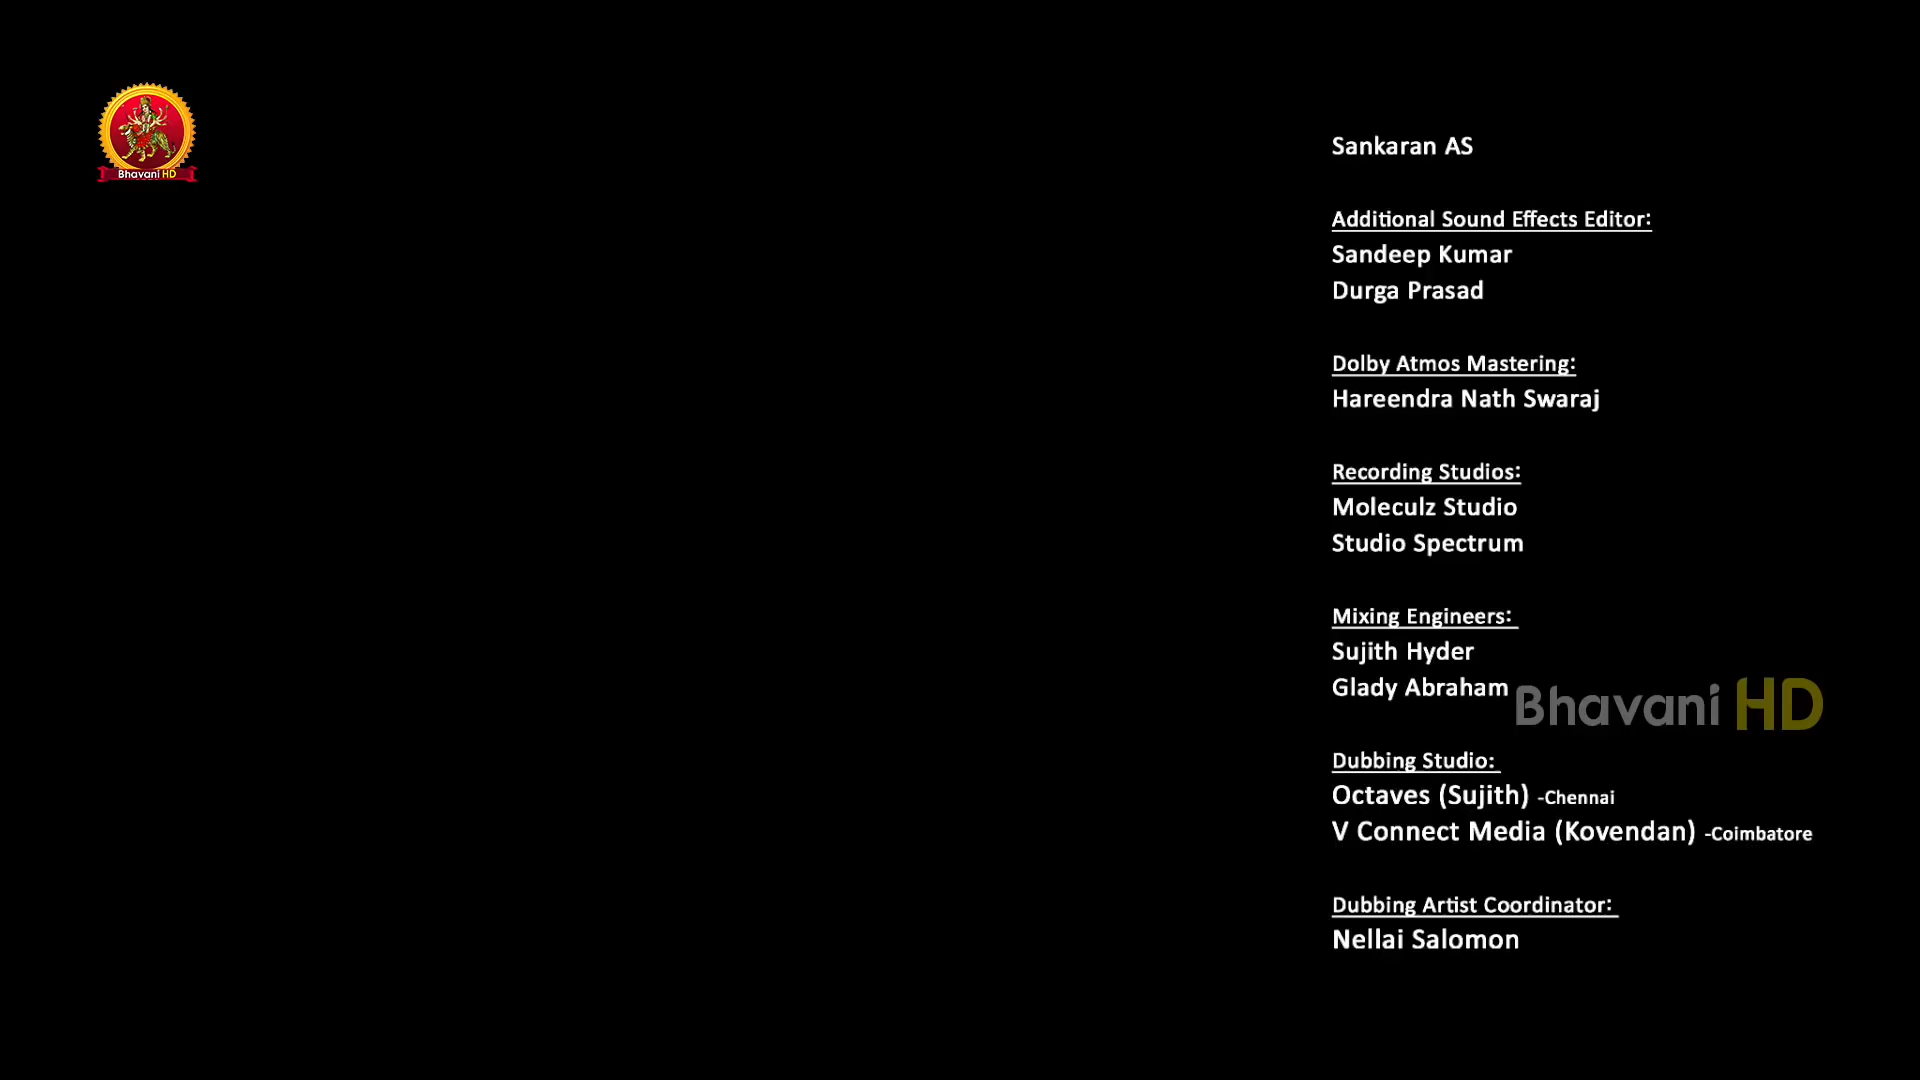 Bhavani HD
Sankaran AS
Additional Sound Effects Editor:
Sandeep Kumar
Durga Prasad
Dolby Atmos Mastering:
Hareendra Nath Swaraj
Recording Studios:
Moleculz Studio
Studio Spectrum
Mixing Engineers:
Sujith Hyder
Glady Abraham
Bhavani HD
Dubbing Studio:
Octaves (Sujith) -Chennai
V Connect Media (Kovendan) -Coimbatore
Dubbing Artist Coordinator:
Nellai Salomon